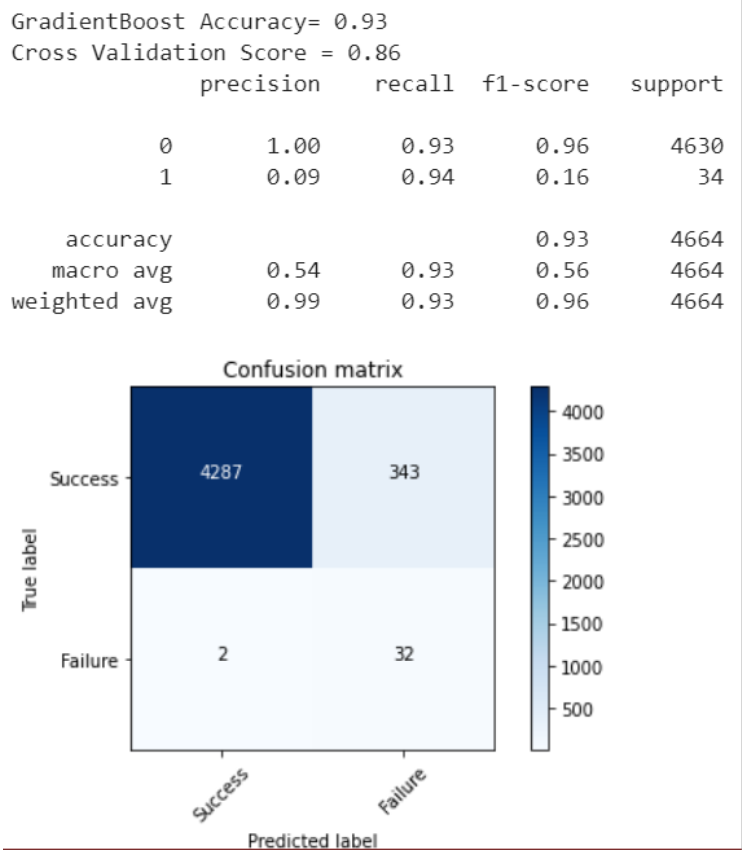 GradientBoost Accuracy= 0.93
Cross Validation Score = 0.86
precision recall f1-score support
0 1.00 0.93 0.96 4630
1 0.09 0.94 0.16 34
accuracy 0.93 4664
macro avg 0.54 0.93 0.56 4664
weighted avg 0.99 0.93 0.96 4664
Confusion matrix
4000
3500
3000
2500
2000
1500
1000
500
True label
Success
4287 343
Failure
2 32
Success Failure
Predicted label